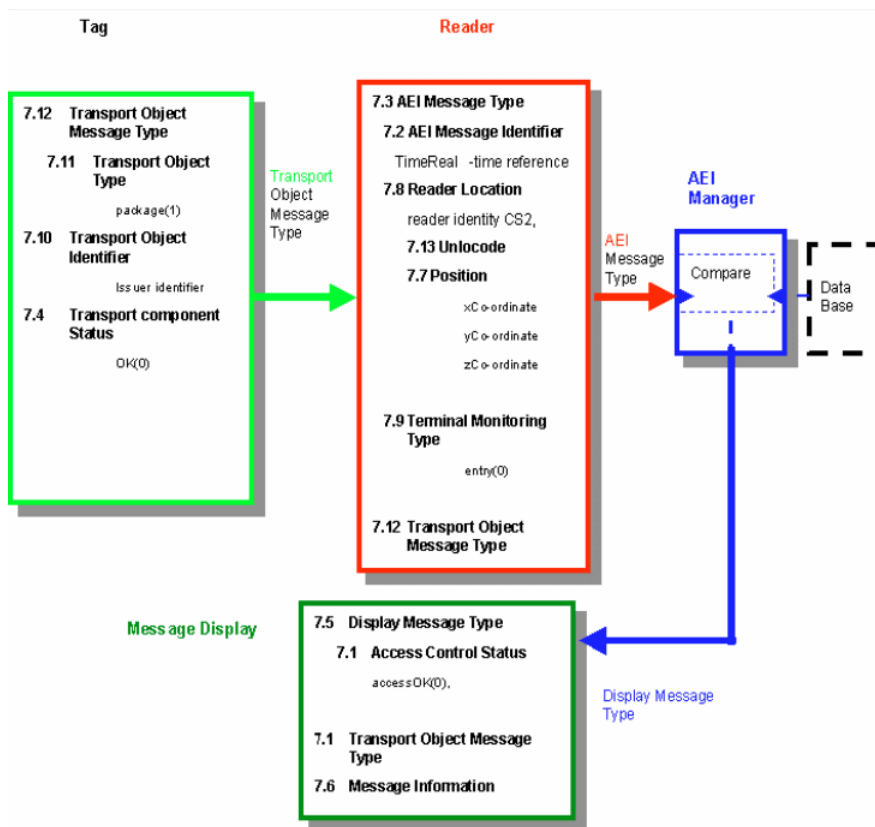 Tag
Reader
7.12 Transport Object
Message Type
7.11 Transport Object
Type
package(1)
7.10 Transport Object
Identifier
Issuer identifier
7.4 Transport component
Status
OK(0)
Transport
Object
Message
Type
7.3 AEI Message Type
7.2 AEI Message Identifier
TimeReal -time reference
7.8 Reader Location
reader identity CS2,
7.13 Unlocode
7.7 Position
xCo-ordinate
yCo-ordinate
zCo-ordinate
7.9 Terminal Monitoring
Type
entry(0)
7.12 Transport Object
Message Type
AEI
Message
Type
AEI
Manager
Compare
Data
Base
Message Display
7.5 Display Message Type
7.1 Access Control Status
accessOK(0),
7.1 Transport Object Message
Type
7.6 Message Information
Display Message
Type